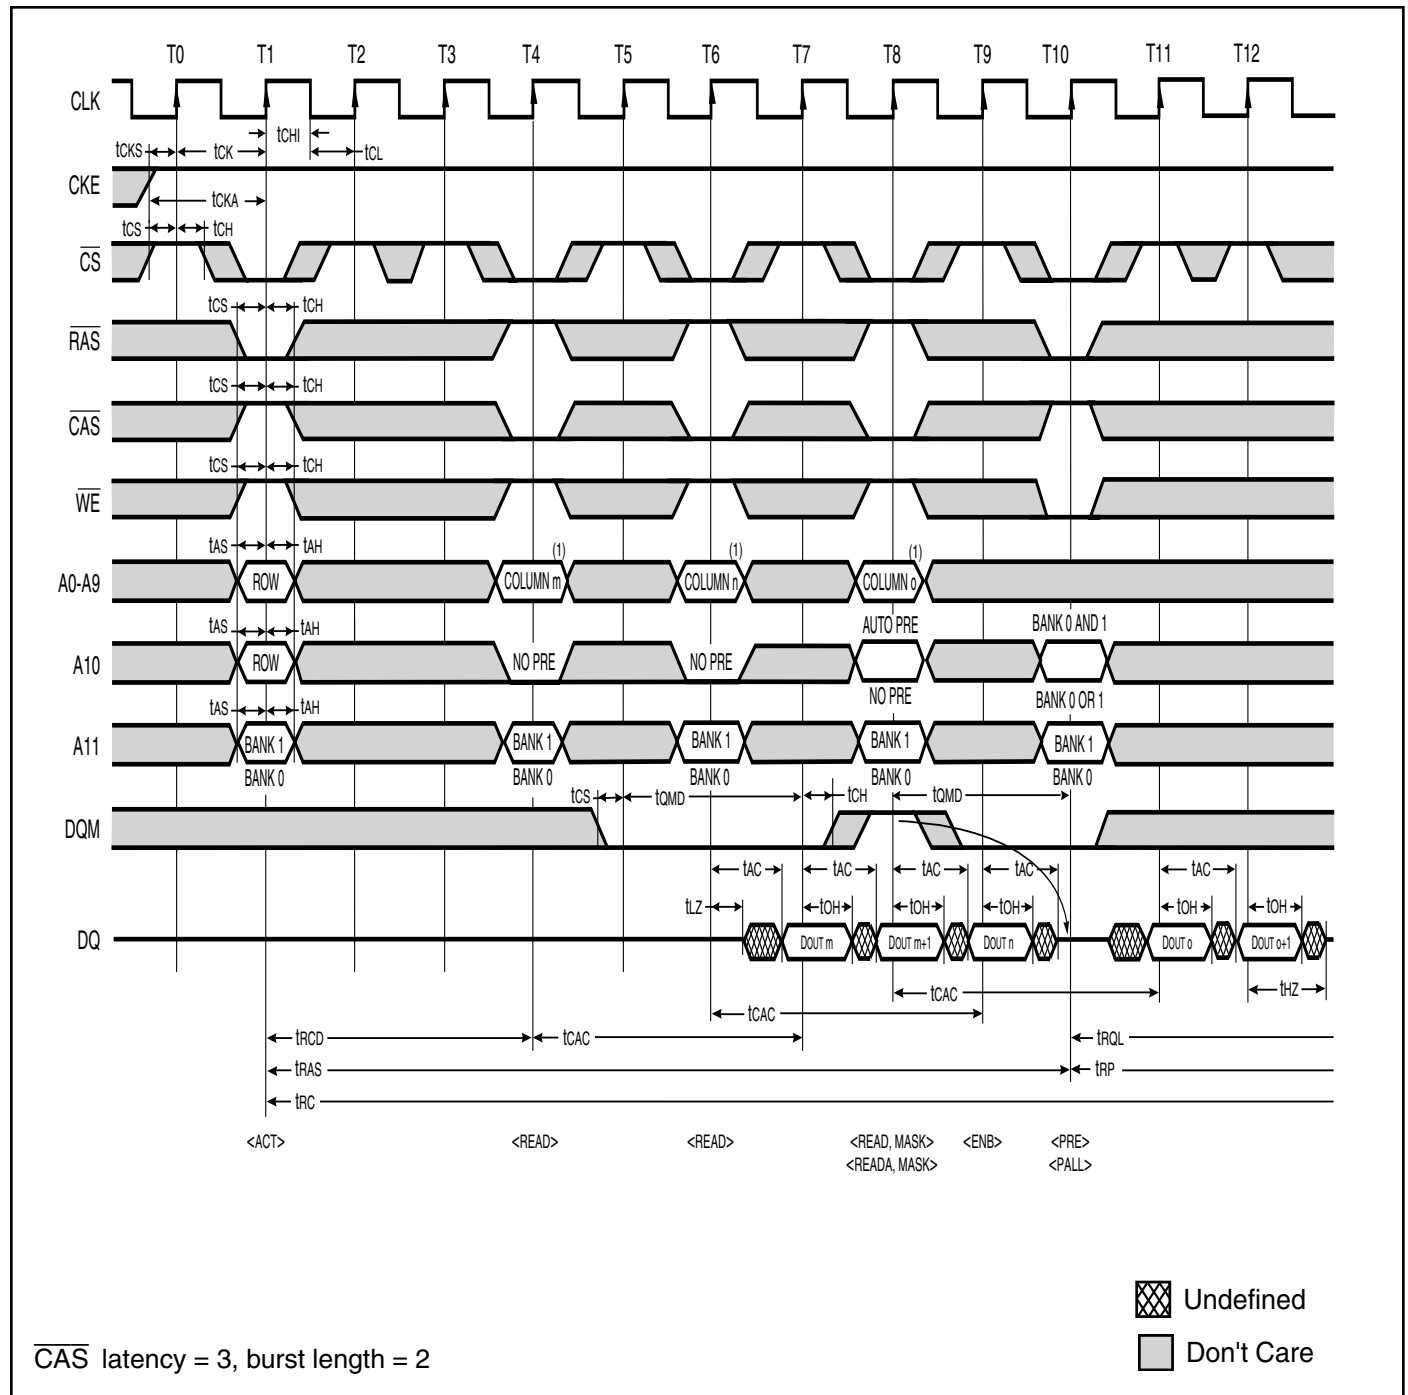 T0 T1 T2 T3 T4 T5 T6 T7 T8 T9 T10 T11 T12
CLK
tCHI
tCKS tCK tCL
CKE
tCKA
tCS tCH
CS
tCS tCH
RAS
tCS tCH
CAS
tCS tCH
WE
tAS tAH (1) (1) (1)
A0-A9 ROW COLUMN m COLUMN n COLUMN o
tAS tAH AUTO PRE BANK 0 AND 1
A10 ROW NO PRE NO PRE
NO PRE BANK 0 OR 1
tAS tAH
A11 BANK 1 BANK 1 BANK 1 BANK 1 BANK 1
BANK 0 BANK 0 BANK 0 BANK 0 BANK 0
tCS tQMD tCH tQMD
DQM
tAC tAC tAC tAC tAC
tLZ tOH tOH tOH tOH tOH
DQ DOUT m DOUT m+1 DOUT n DOUT o DOUT o+1
tCAC tHZ
tCAC
tRCD tCAC tRQL
tRAS tRP
tRC
<ACT> <READ> <READ> <READ, MASK> <ENB> <PRE>
<READA, MASK> <PALL>
Undefined
Don't Care
CAS latency = 3, burst length = 2